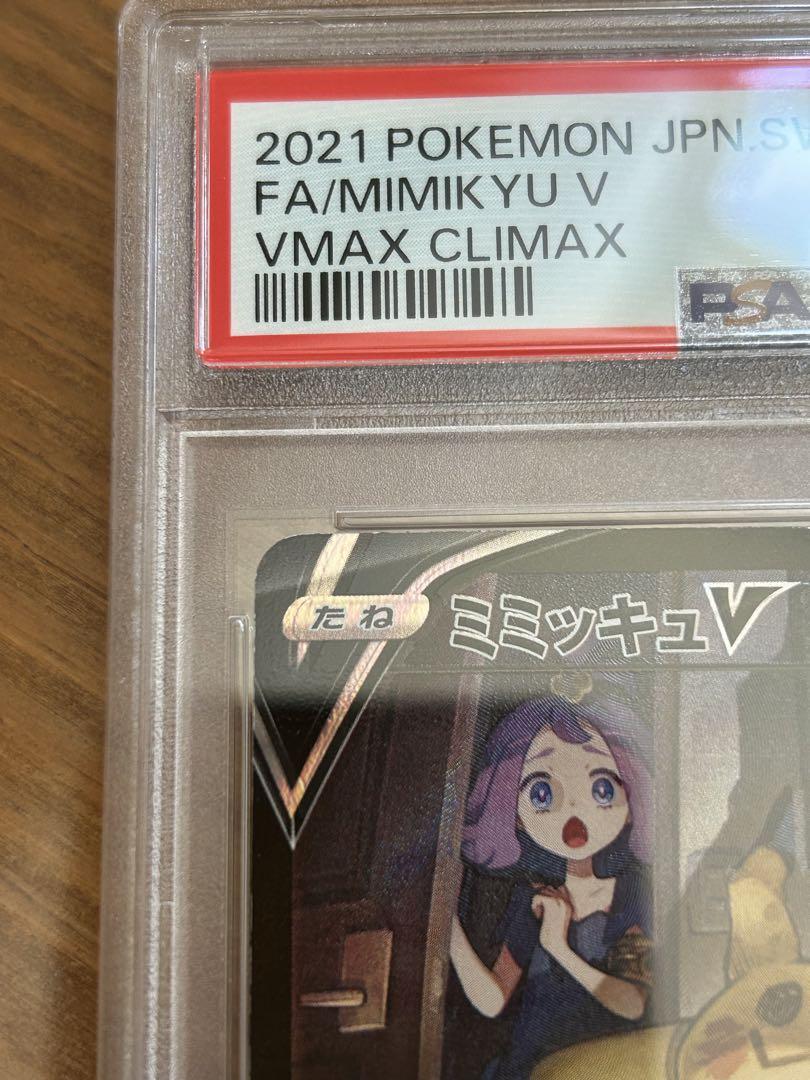 2021 POKEMON JPN.SW
FA/MIMIKYU V
VMAX CLIMAX
PSA
たね
ミミッキュV